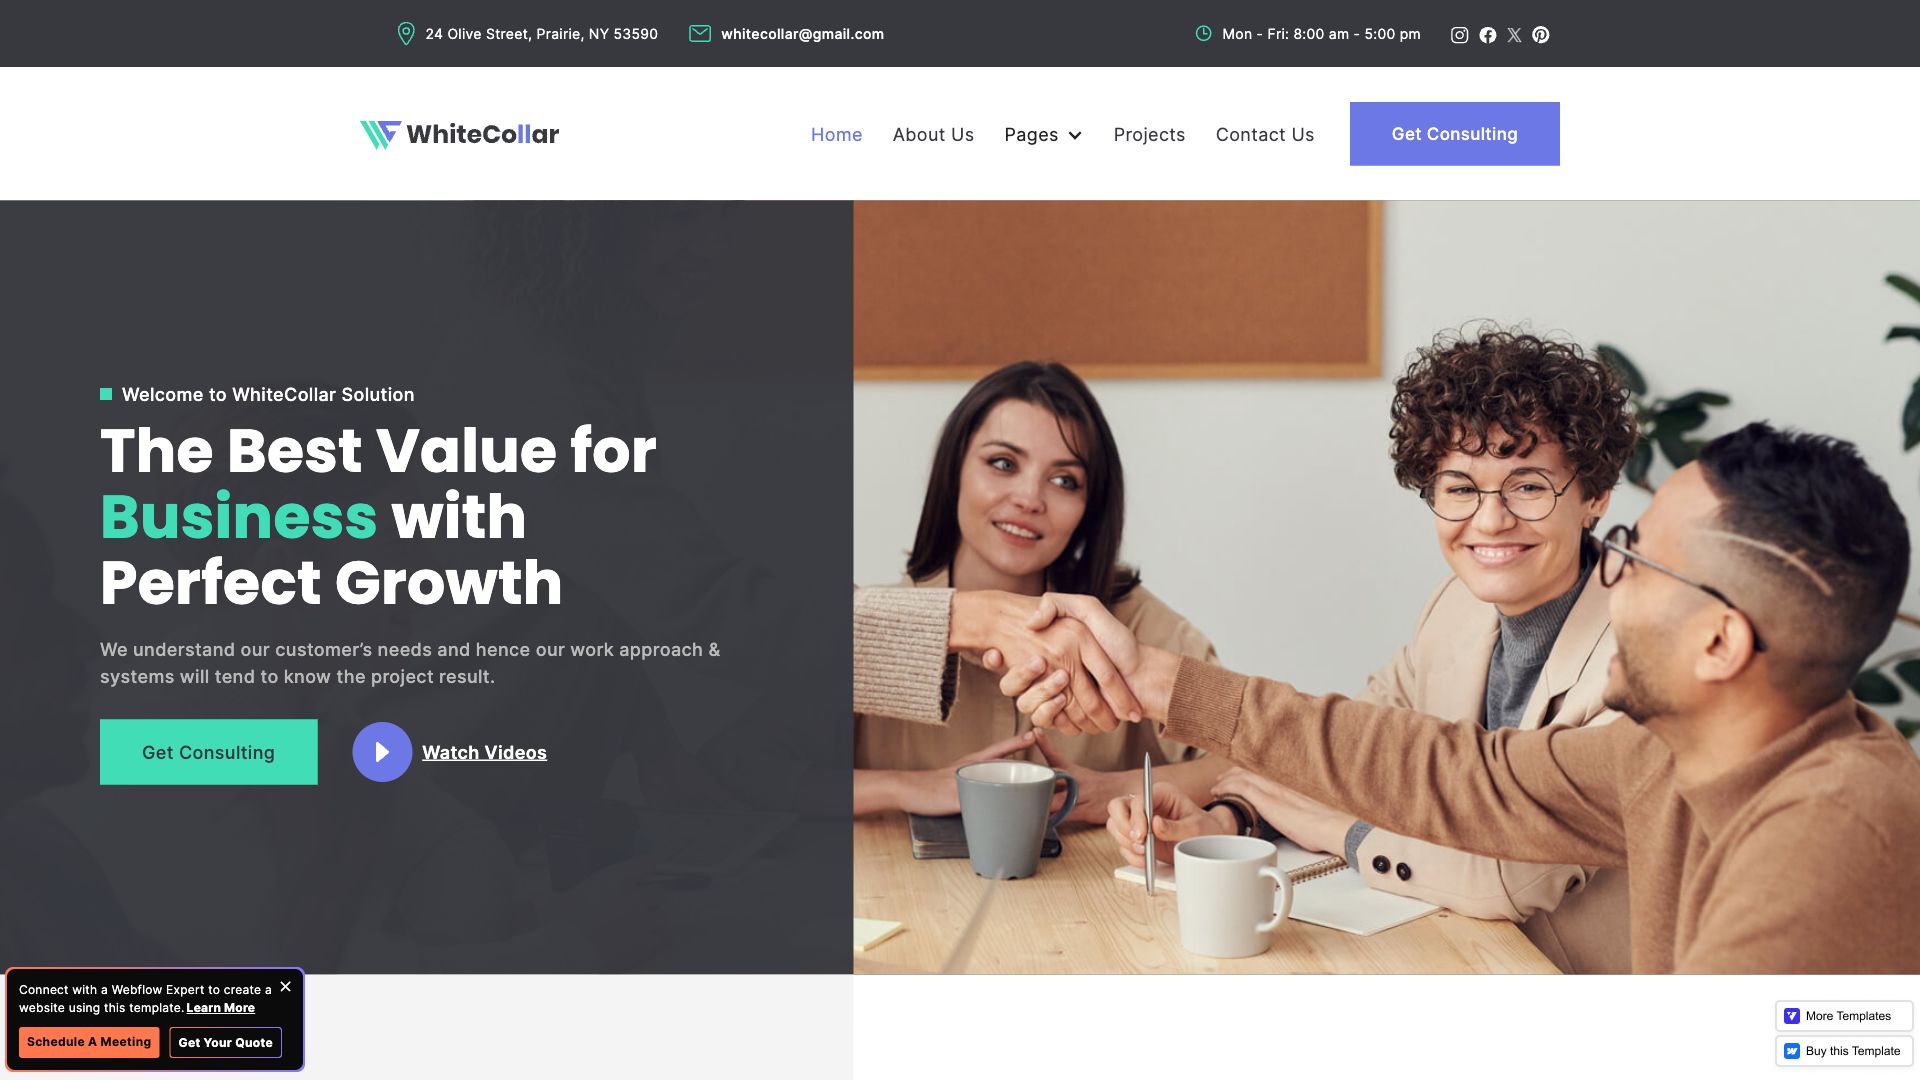 24 Olive Street, Prairie, NY 53590
whitecollar@gmail.com
Mon - Fri: 8:00 am - 5:00 pm
WhiteCollar
Home
About Us
Pages
Projects
Contact Us
Get Consulting
Welcome to WhiteCollar Solution
The Best Value for
Business with
Perfect Growth
We understand our customer’s needs and hence our work approach &
systems will tend to know the project result.
Get Consulting
Watch Videos
Connect with a Webflow Expert to create a
website using this template. Learn More
Schedule A Meeting
Get Your Quote
More Templates
Buy this Template